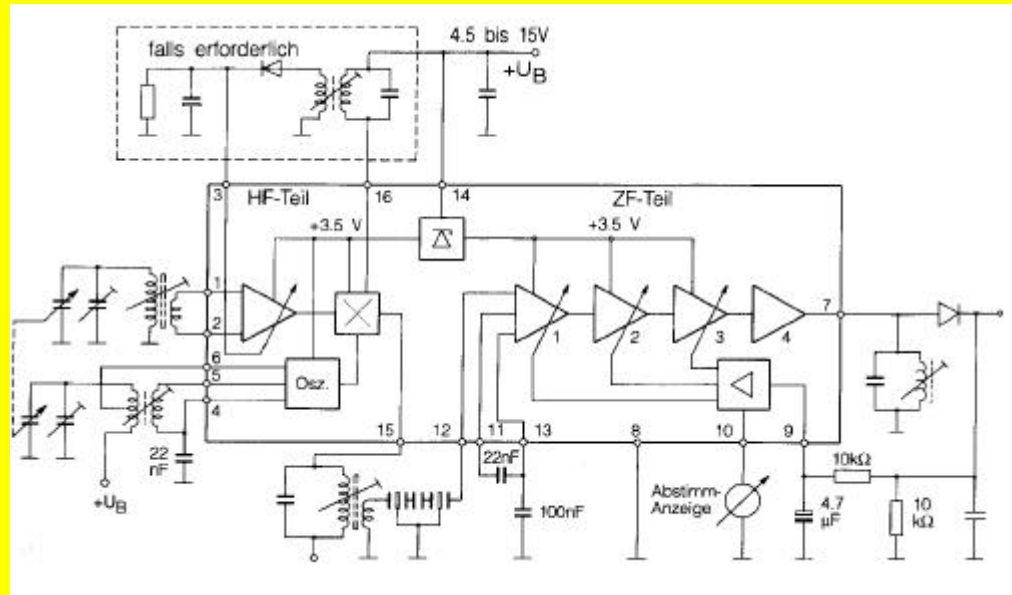 falls erforderlich
4.5 bis 15V
+U_B
3
HF-Teil
16
14
ZF-Teil
+3.5 V
+3.5 V
1
2
6
5
4
Osz.
1
2
3
4
7
15
12
11
13
8
10
9
22
nF
+U_B
22nF
100nF
Abstimm-
Anzeige
10kΩ
4.7
µF
10
kΩ